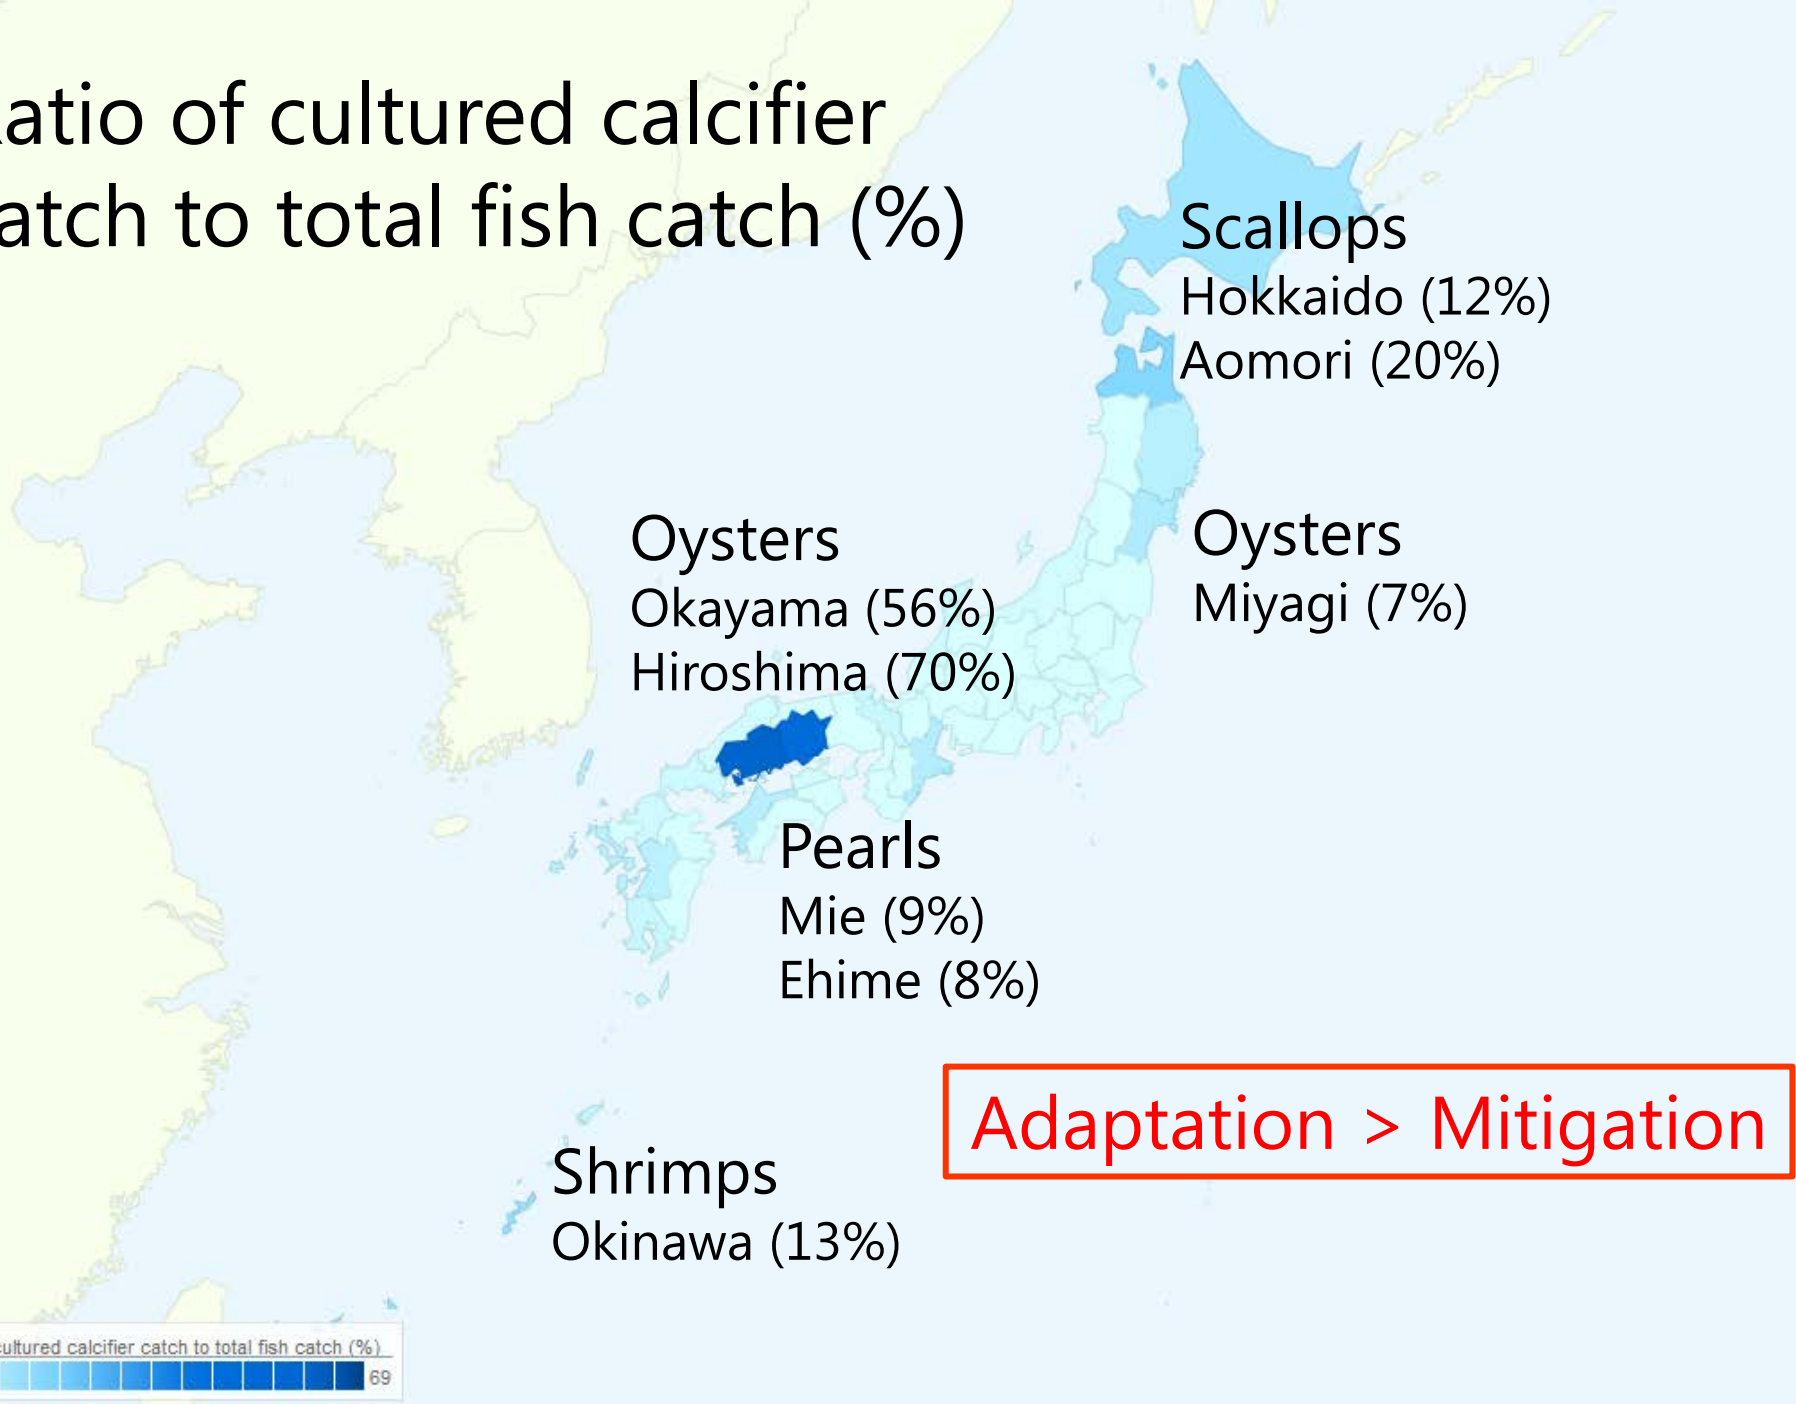 atio of cultured calcifier
atch to total fish catch (%)
Scallops
Hokkaido (12%)
Aomori (20%)
Oysters
Okayama (56%)
Hiroshima (70%)
Oysters
Miyagi (7%)
Pearls
Mie (9%)
Ehime (8%)
Adaptation > Mitigation
Shrimps
Okinawa (13%)
cultured calcifier catch to total fish catch (%)
69